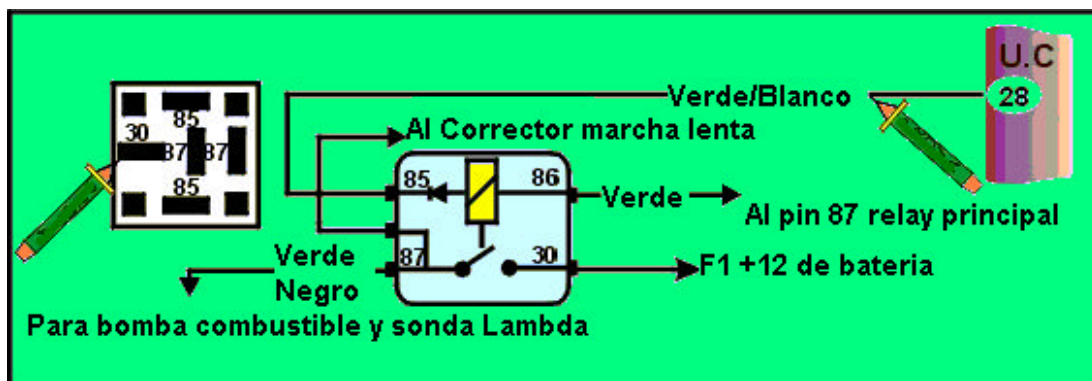 U.C
28
Verde/Blanco
Al Corrector marcha lenta
85
30
87 87
85
85
86
Verde
Al pin 87 relay principal
87
30
Verde
Negro
F1 +12 de bateria
Para bomba combustible y sonda Lambda